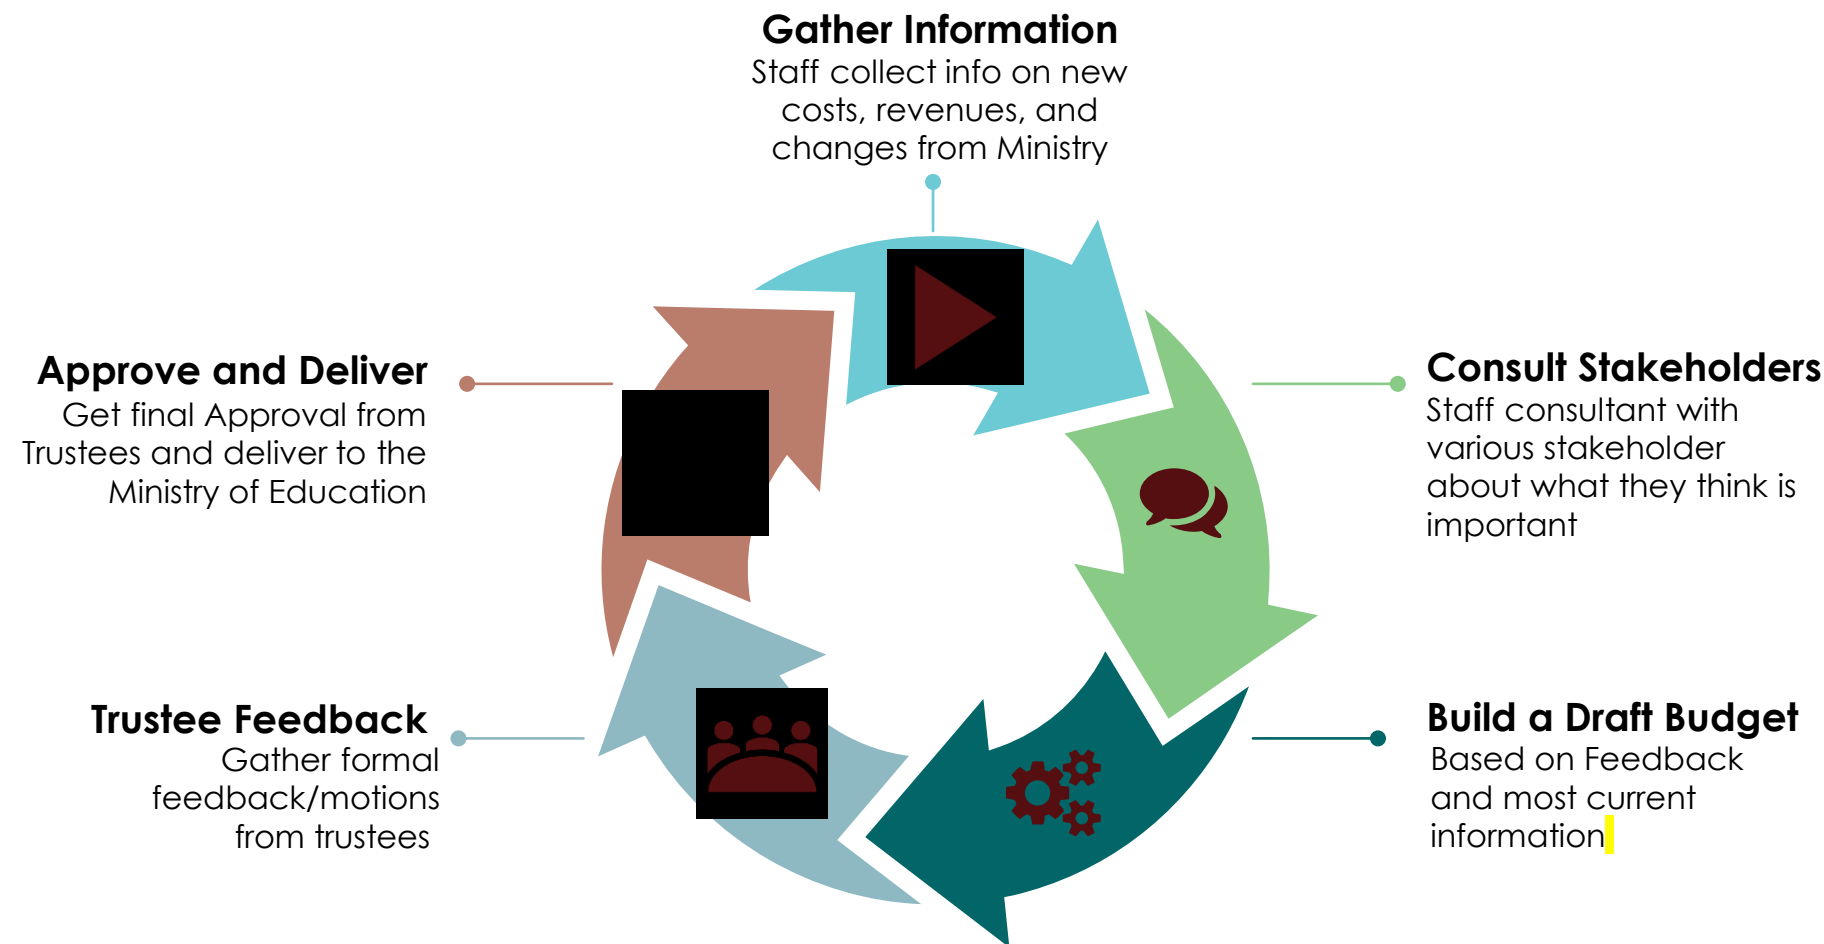 Gather Information
Staff collect info on new
costs, revenues, and
changes from Ministry
Consult Stakeholders
Staff consultant with
various stakeholder
about what they think is
important
Build a Draft Budget
Based on Feedback
and most current
information
Trustee Feedback
Gather formal
feedback/motions
from trustees
Approve and Deliver
Get final Approval from
Trustees and deliver to the
Ministry of Education